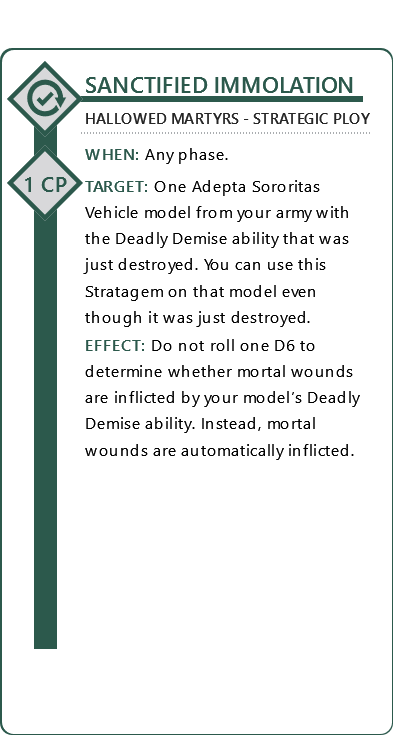 SANCTIFIED IMMOLATION
HALLOWED MARTYRS - STRATEGIC PLOY
WHEN: Any phase.
1 CP
TARGET: One Adepta Sororitas
Vehicle model from your army with
the Deadly Demise ability that was
just destroyed. You can use this
Stratagem on that model even
though it was just destroyed.
EFFECT: Do not roll one D6 to
determine whether mortal wounds
are inflicted by your model’s Deadly
Demise ability. Instead, mortal
wounds are automatically inflicted.